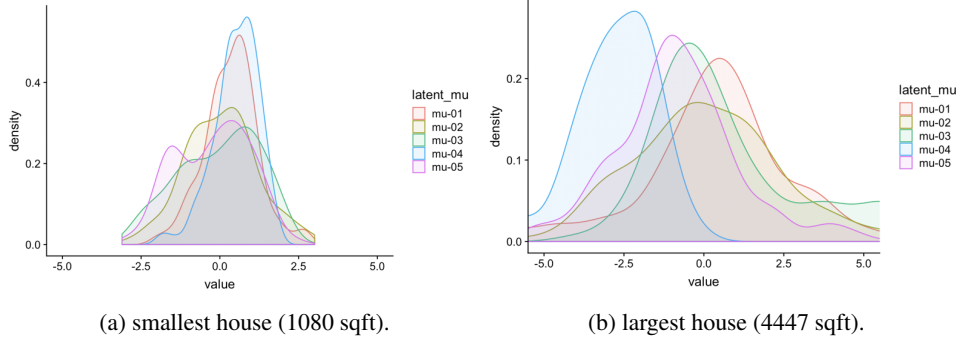 density
0.4
0.2
0.0
-5.0
-2.5
0.0
2.5
5.0
value
latent_mu
mu-01
mu-02
mu-03
mu-04
mu-05
(a) smallest house (1080 sqft).
density
0.2
0.1
0.0
-5.0
-2.5
0.0
2.5
5.0
value
latent_mu
mu-01
mu-02
mu-03
mu-04
mu-05
(b) largest house (4447 sqft).